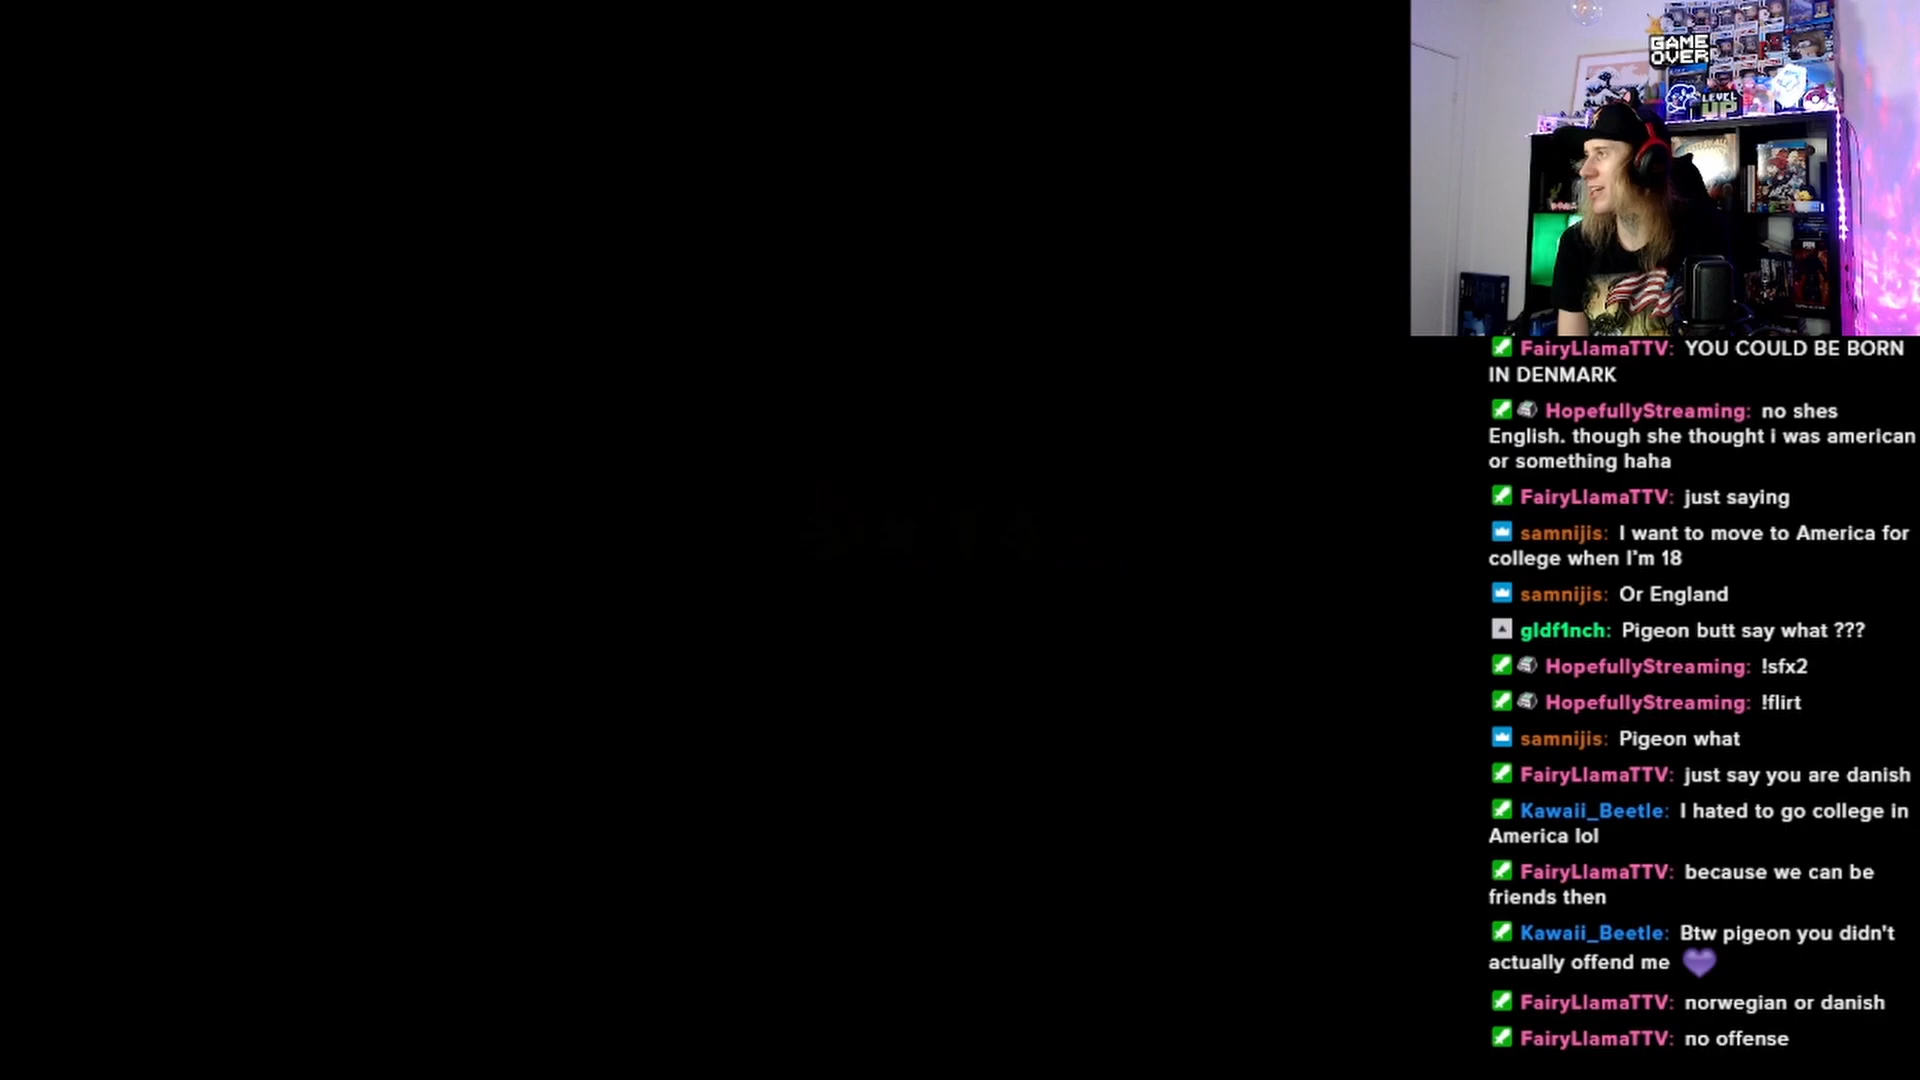 GAME
OVER
LEVEL
UP
FairyLlamaTTV: YOU COULD BE BORN
IN DENMARK
HopefullyStreaming: no shes
English. though she thought i was american
or something haha
FairyLlamaTTV: just saying
samnijis: I want to move to America for
college when I'm 18
samnijis: Or England
gldf1nch: Pigeon butt say what ???
HopefullyStreaming: !sfx2
HopefullyStreaming: !flirt
samnijis: Pigeon what
FairyLlamaTTV: just say you are danish
Kawaii_Beetle: I hated to go college in
America lol
FairyLlamaTTV: because we can be
friends then
Kawaii_Beetle: Btw pigeon you didn't
actually offend me 💜
FairyLlamaTTV: norwegian or danish
FairyLlamaTTV: no offense